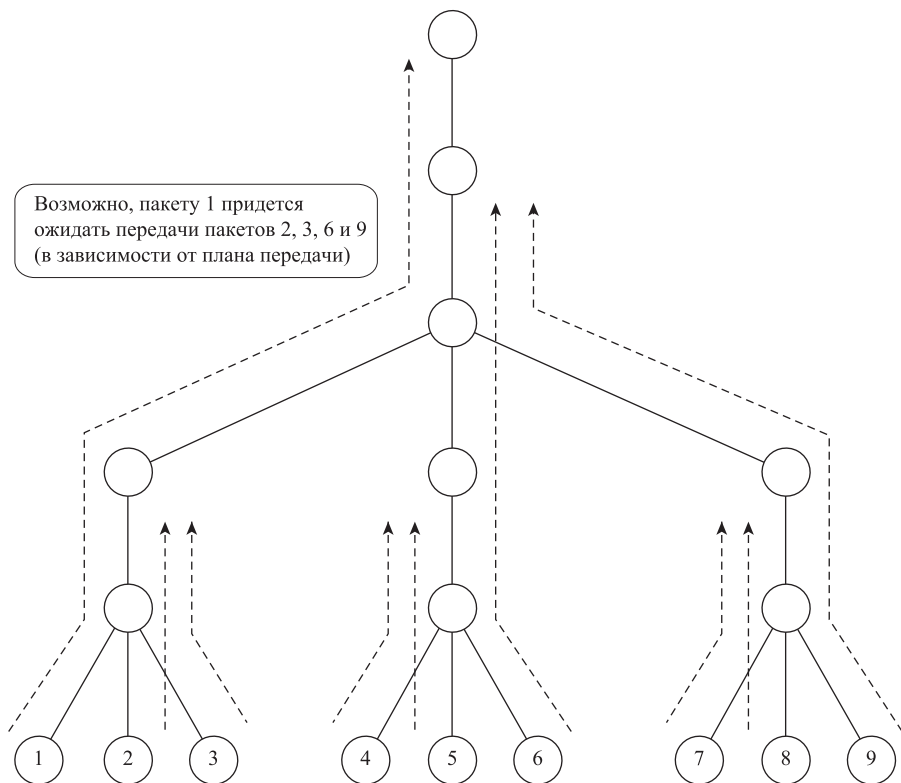 Возможно, пакету 1 придется
ожидать передачи пакетов 2, 3, 6 и 9
(в зависимости от плана передачи)
1 2 3 4 5 6 7 8 9